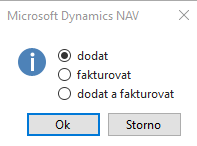 Microsoft Dynamics NAV
dodat
fakturovat
dodat a fakturovat
Ok
Storno